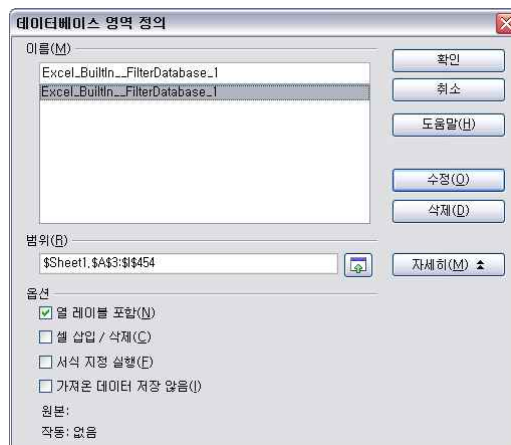 데이터베이스 영역 정의
이름(M)
Excel_BuiltIn__FilterDatabase_1
Excel_BuiltIn__FilterDatabase_1
확인
취소
도움말(H)
수정(O)
삭제(D)
범위(R)
$Sheet1.$A$3:$I$454
자세히(M)
옵션
열 레이블 포함(N)
셀 삽입 / 삭제(C)
서식 지정 실행(F)
가져온 데이터 저장 않음(I)
원본:
작동: 없음